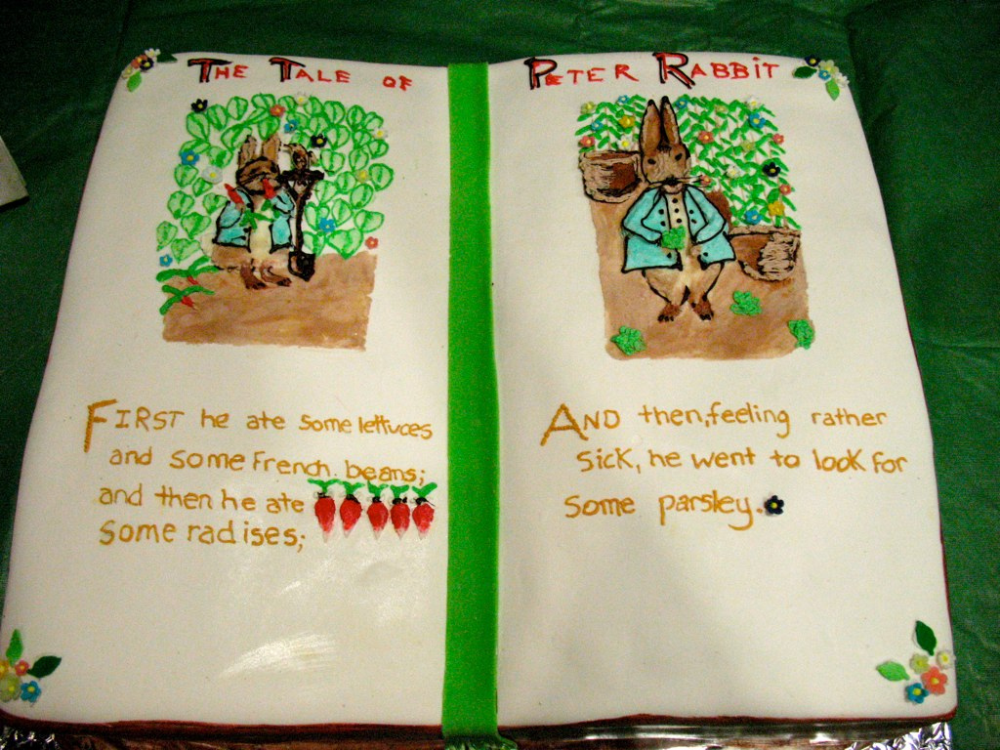 THE TALE OF
PETER RABBIT
FIRST he ate some lettuces
and some French beans;
and then he ate
some radises;
AND then, feeling rather
sick, he went to look for
some parsley.